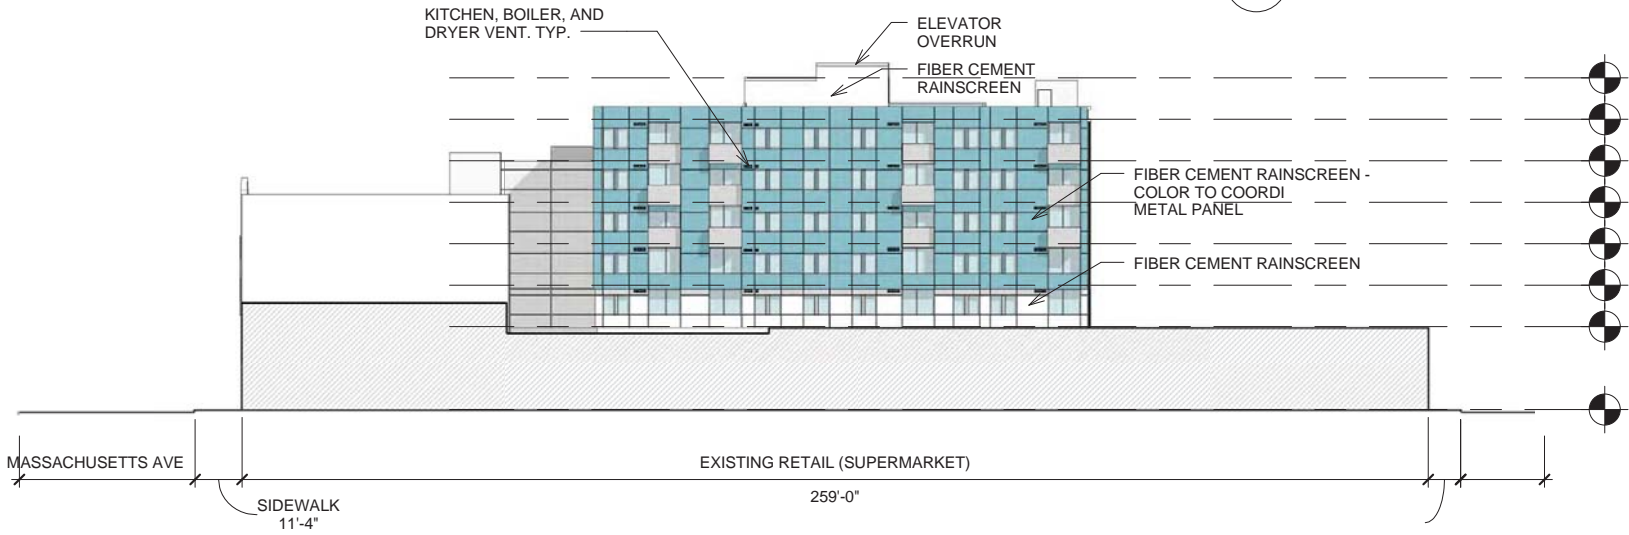 KITCHEN, BOILER, AND
DRYER VENT. TYP.
ELEVATOR
OVERRUN
FIBER CEMENT
RAINSCREEN
FIBER CEMENT RAINSCREEN -
COLOR TO COORDI
METAL PANEL
FIBER CEMENT RAINSCREEN
MASSACHUSETTS AVE
EXISTING RETAIL (SUPERMARKET)
259'-0"
SIDEWALK
11'-4"